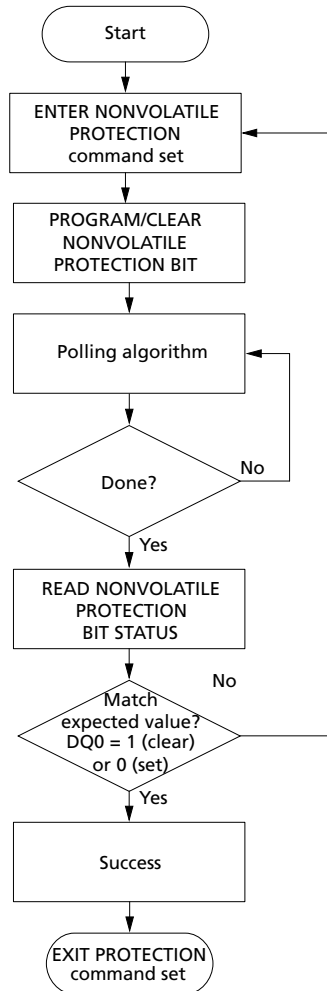 Start
ENTER NONVOLATILE
PROTECTION
command set
PROGRAM/CLEAR
NONVOLATILE
PROTECTION BIT
Polling algorithm
Done?
No
Yes
READ NONVOLATILE
PROTECTION
BIT STATUS
No
Match
expected value?
DQ0 = 1 (clear)
or 0 (set)
Yes
Success
EXIT PROTECTION
command set